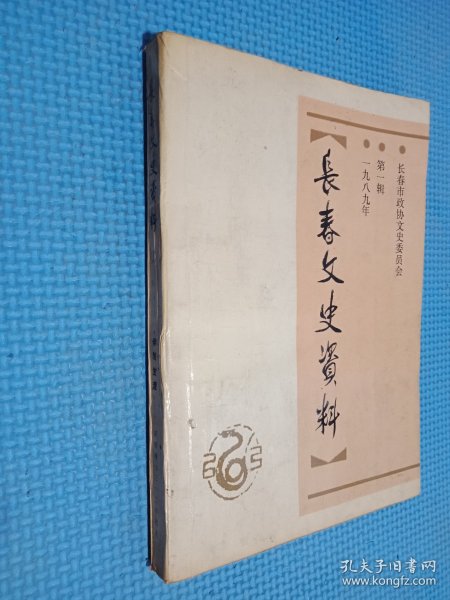 长春市政协文史委员会
第一辑
一九八九年
【長春文史資料】
孔夫子旧书网
www.kongfz.com